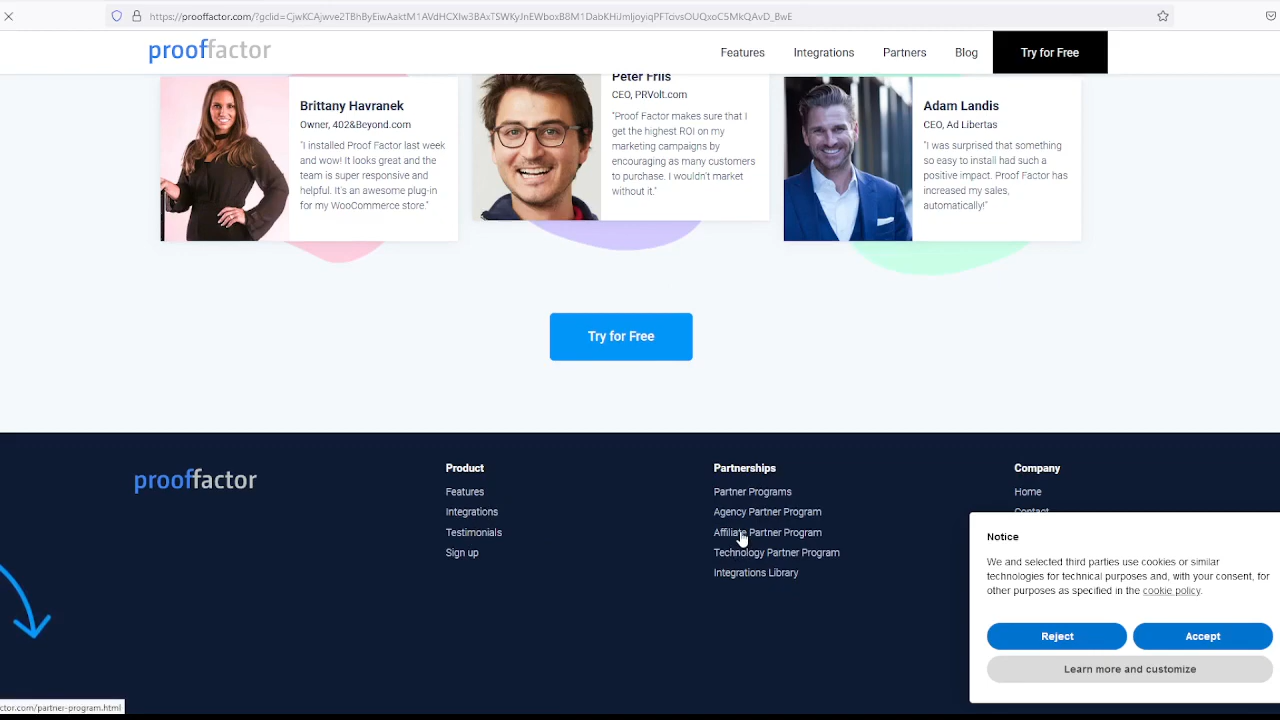 https://prooffactor.com/?gclid=CjwKCAjwve2TBhByEiwAaktM1AVdHCXIw3BAxTSWKyJnEWboxB8M1DabKHiJmIjoyiqPFTovsOUQxoC5MkQAvD_BwE
prooffactor
Features
Integrations
Partners
Blog
Try for Free
Brittany Havranek
Owner, 402&Beyond.com
"I installed Proof Factor last week
and wow! It looks great and the
team is super responsive and
helpful. It's an awesome plug-in
for my WooCommerce store."
Peter Friis
CEO, PRVolt.com
"Proof Factor makes sure that I
get the highest ROI on my
marketing campaigns by
encouraging as many customers
to purchase. I wouldn't market
without it."
Adam Landis
CEO, Ad Libertas
"I was surprised that something
so easy to install had such a
positive impact. Proof Factor has
increased my sales,
automatically!"
Try for Free
prooffactor
Product
Features
Integrations
Testimonials
Sign up
Partnerships
Partner Programs
Agency Partner Program
Affiliate Partner Program
Technology Partner Program
Integrations Library
Company
Home
Contact
Notice
We and selected third parties use cookies or similar
technologies for technical purposes and, with your consent, for
other purposes as specified in the cookie policy.
Reject
Accept
Learn more and customize
ctor.com/partner-program.html